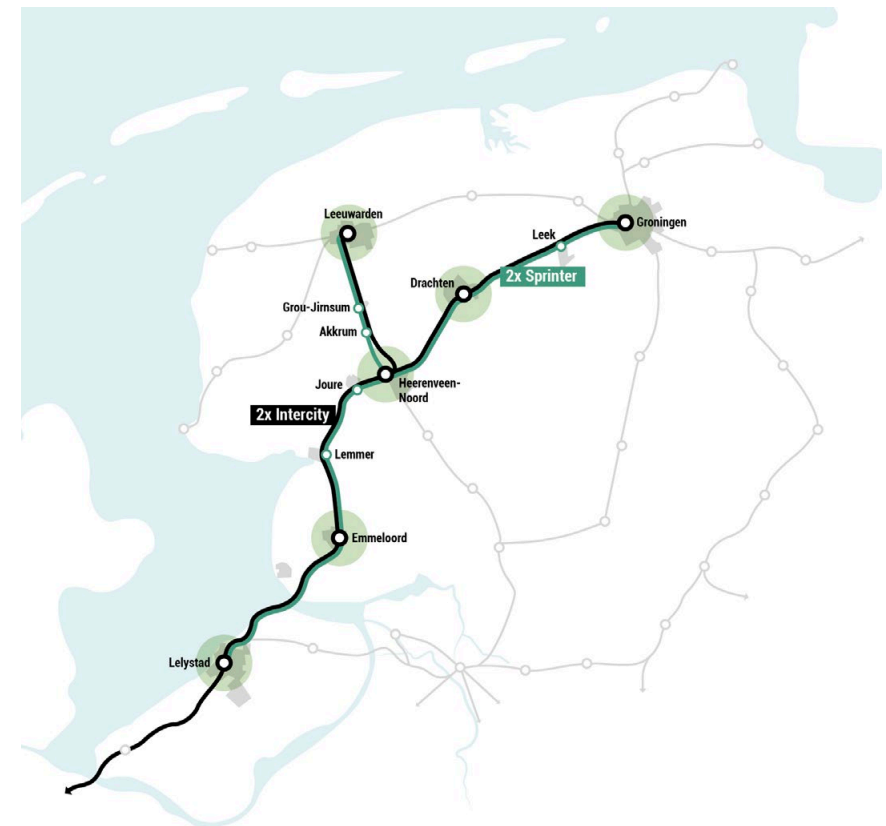 Leeuwarden
Groningen
Leek
2x Sprinter
Drachten
Grou-Jirnsum
Akkrum
Joure
Heerenveen-
Noord
2x Intercity
Lemmer
Emmeloord
Lelystad